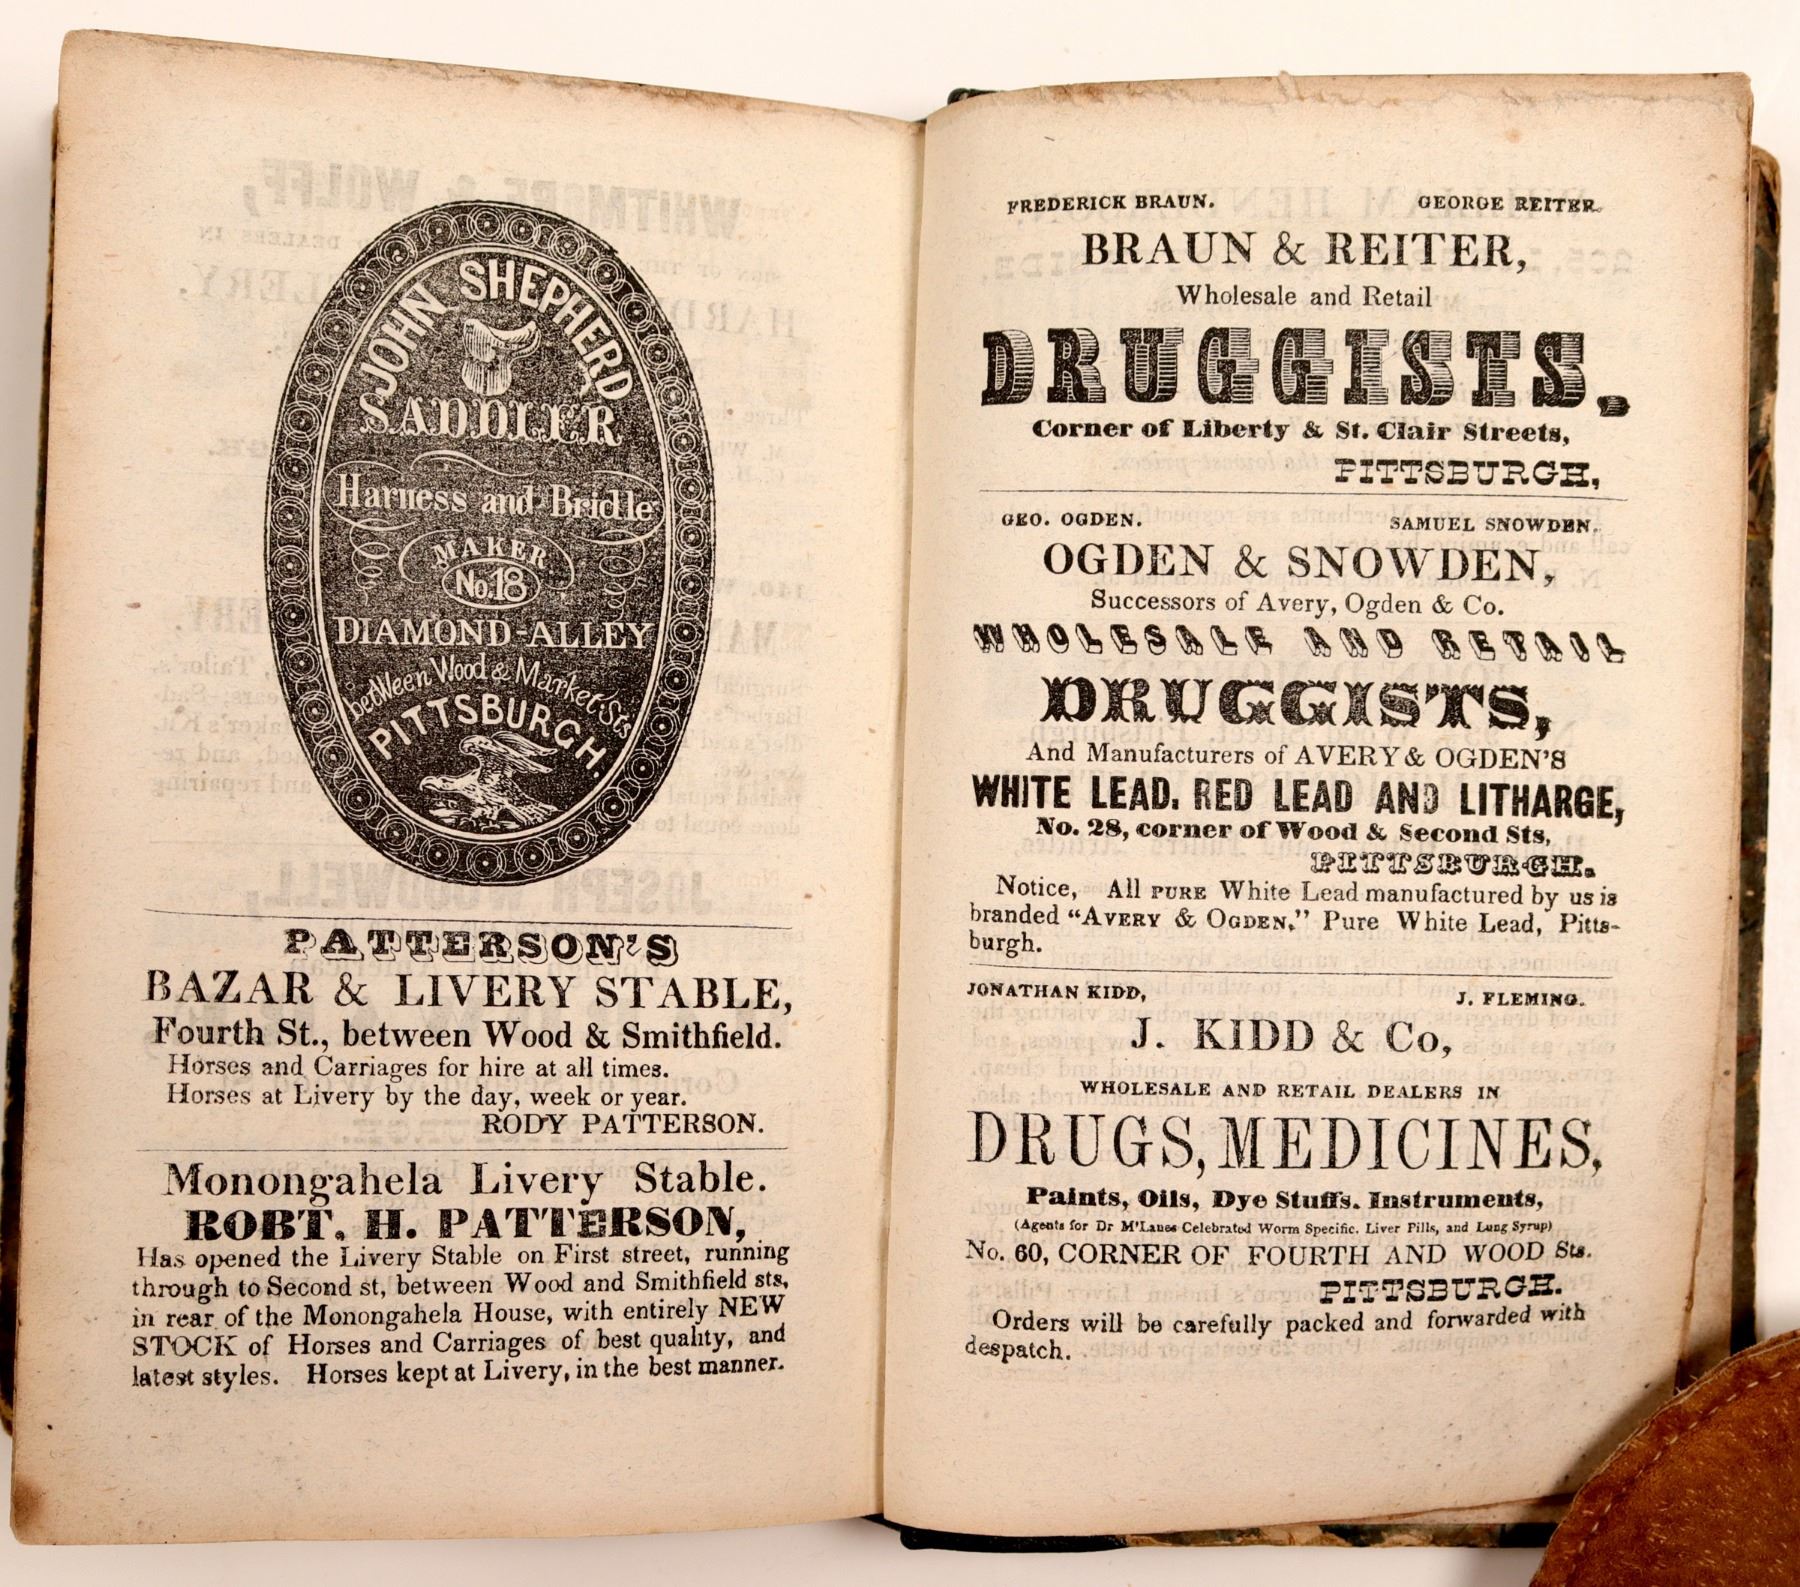 JOHN SHEPHERD
SADDLER
Harness and Bridle
MAKER
No. 18
DIAMOND-ALLEY
between Wood & Market Sts
PITTSBURGH.
PATTERSON'S
BAZAR & LIVERY STABLE,
Fourth St., between Wood & Smithfield.
Horses and Carriages for hire at all times.
Horses at Livery by the day, week or year.
RODY PATTERSON.
Monongahela Livery Stable.
ROBT. H. PATTERSON,
Has opened the Livery Stable on First street, running
through to Second st, between Wood and Smithfield sts,
in rear of the Monongahela House, with entirely NEW
STOCK of Horses and Carriages of best quality, and
latest styles. Horses kept at Livery, in the best manner.
FREDERICK BRAUN. GEORGE REITER.
BRAUN & REITER,
Wholesale and Retail
DRUGGISTS,
Corner of Liberty & St. Clair Streets,
PITTSBURGH,
GEO. OGDEN. SAMUEL SNOWDEN.
OGDEN & SNOWDEN,
Successors of Avery, Ogden & Co.
WHOLESALE AND RETAIL
DRUGGISTS,
And Manufacturers of AVERY & OGDEN'S
WHITE LEAD, RED LEAD AND LITHARGE,
No. 28, corner of Wood & Second Sts,
PITTSBURGH.
Notice, All PURE White Lead manufactured by us is
branded "AVERY & OGDEN," Pure White Lead, Pitts-
burgh.
JONATHAN KIDD, J. FLEMING.
J. KIDD & Co,
WHOLESALE AND RETAIL DEALERS IN
DRUGS, MEDICINES,
Paints, Oils, Dye Stuffs. Instruments,
(Agents for Dr M'Lanes Celebrated Worm Specific. Liver Pills, and Lung Syrup)
No. 60, CORNER OF FOURTH AND WOOD Sts.
PITTSBURGH.
Orders will be carefully packed and forwarded with
despatch.